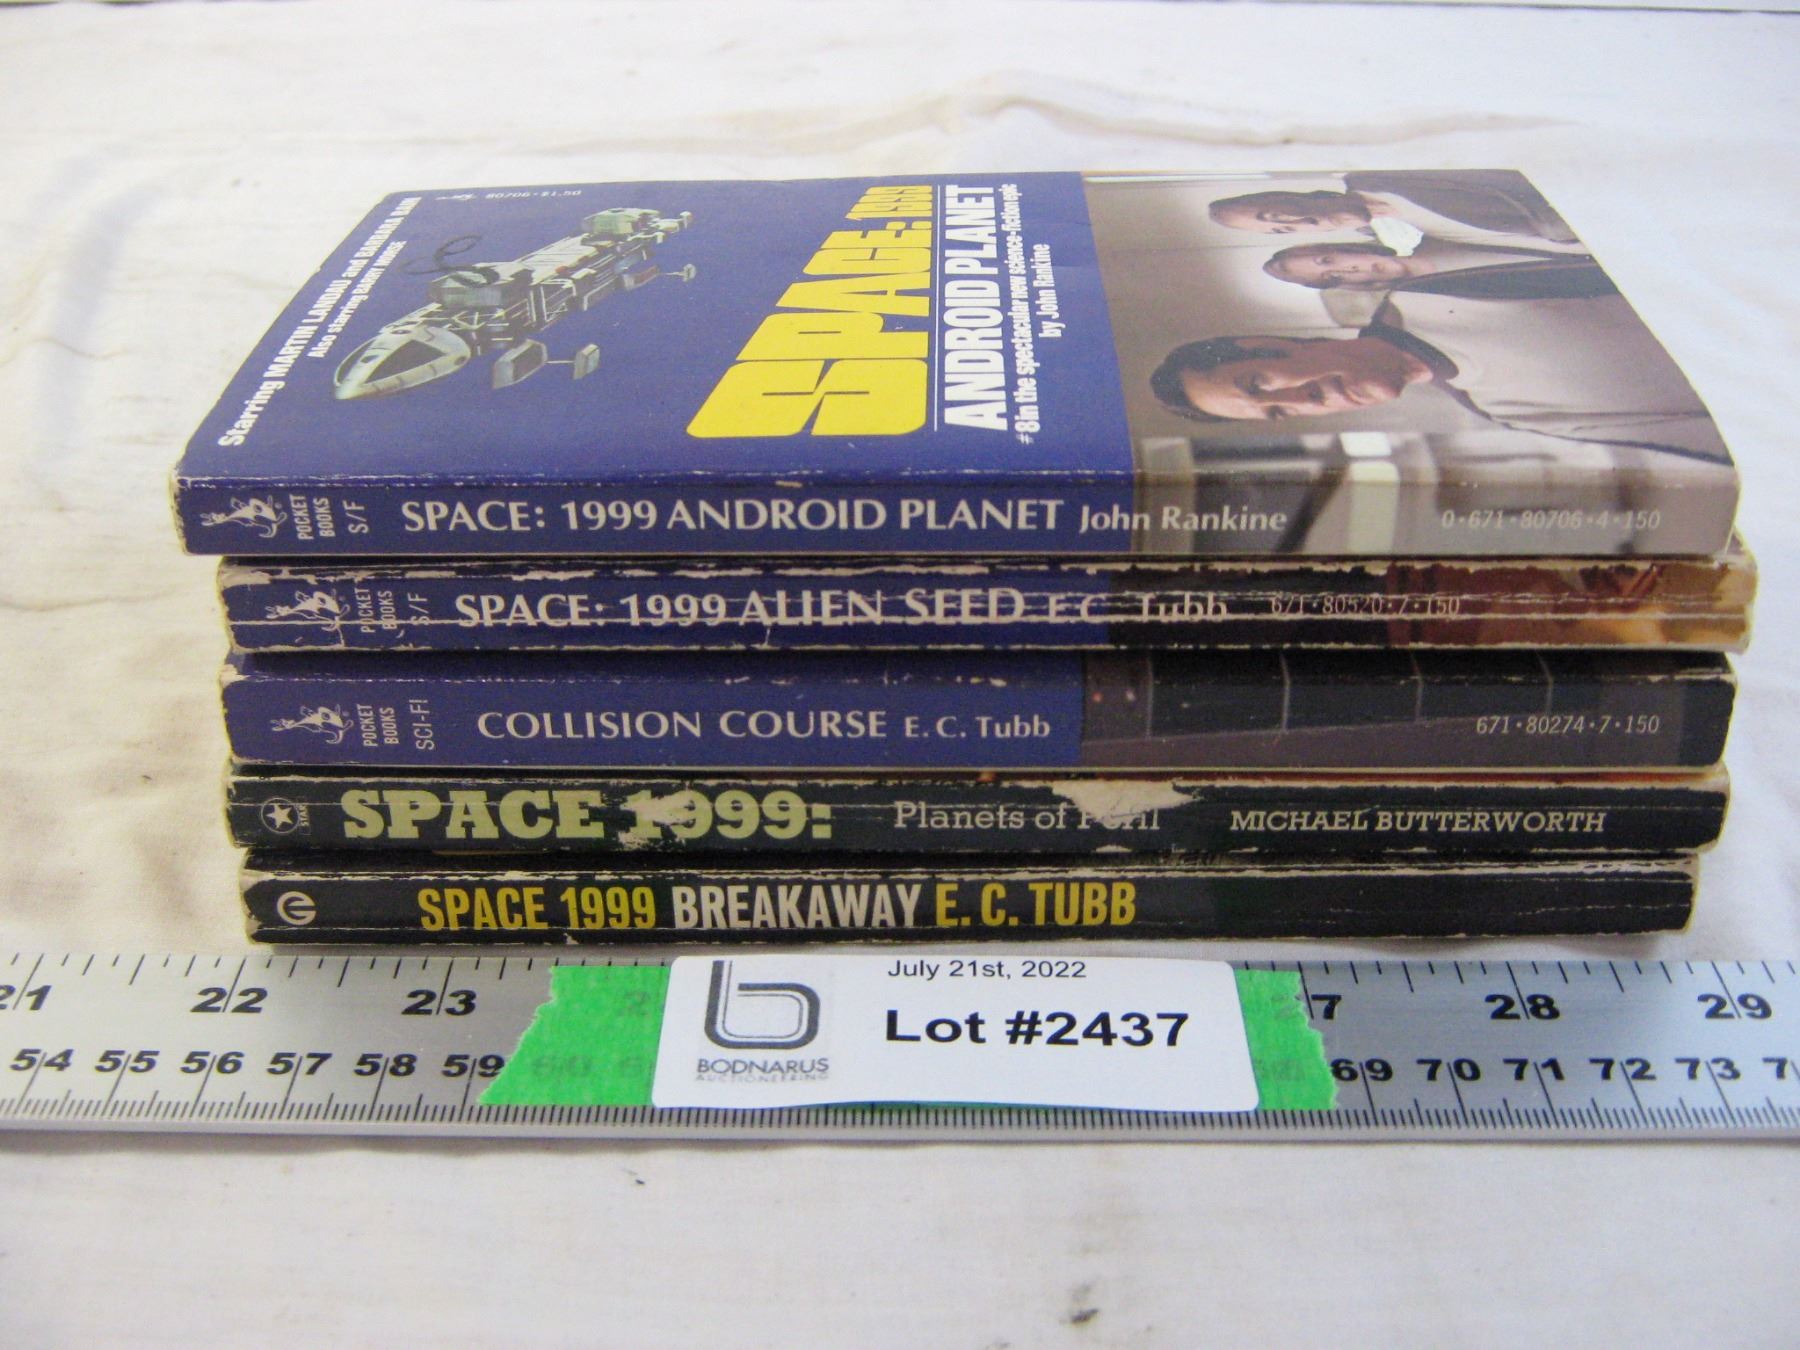 Starring MARTIN LANDAU and BARBARA BAIN
Also starring BARRY MORSE
80706·$1.50
SPACE: 1999
ANDROID PLANET
#8 in the spectacular new science-fiction epic
by John Rankine
POCKET BOOKS S/F SPACE: 1999 ANDROID PLANET John Rankine 0·671·80706·4·150
POCKET BOOKS S/F SPACE: 1999 ALIEN SEED E.C. Tubb 671·80520·7·150
POCKET BOOKS SCI-FI COLLISION COURSE E. C. Tubb 671·80274·7·150
STAR SPACE 1999: Planets of Peril MICHAEL BUTTERWORTH
SPACE 1999 BREAKAWAY E. C. TUBB
July 21st, 2022
Lot #2437
BODNARUS
AUCTIONEERING
21 22 23 27 28 29
54 55 56 57 58 59 60 69 70 71 72 73